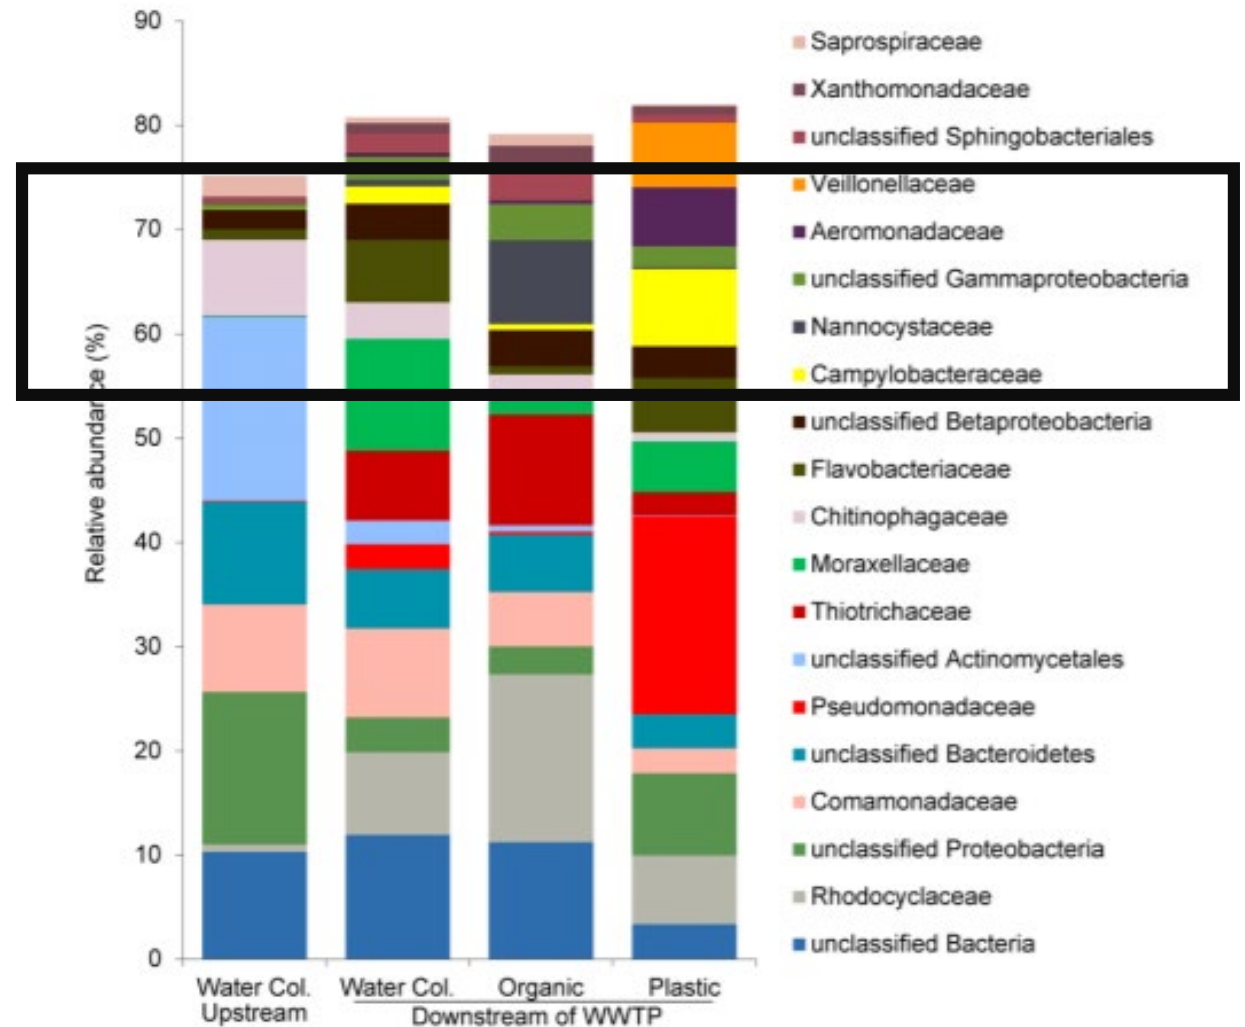 90
80
70
60
50
40
30
20
10
0
Relative abundance (%)
Saprospiraceae
Xanthomonadaceae
unclassified Sphingobacteriales
Veillonellaceae
Aeromonadaceae
unclassified Gammaproteobacteria
Nannocystaceae
Campylobacteraceae
unclassified Betaproteobacteria
Flavobacteriaceae
Chitinophagaceae
Moraxellaceae
Thiotrichaceae
unclassified Actinomycetales
Pseudomonadaceae
unclassified Bacteroidetes
Comamonadaceae
unclassified Proteobacteria
Rhodocyclaceae
unclassified Bacteria
Water Col. Water Col. Organic Plastic
Upstream Downstream of WWTP